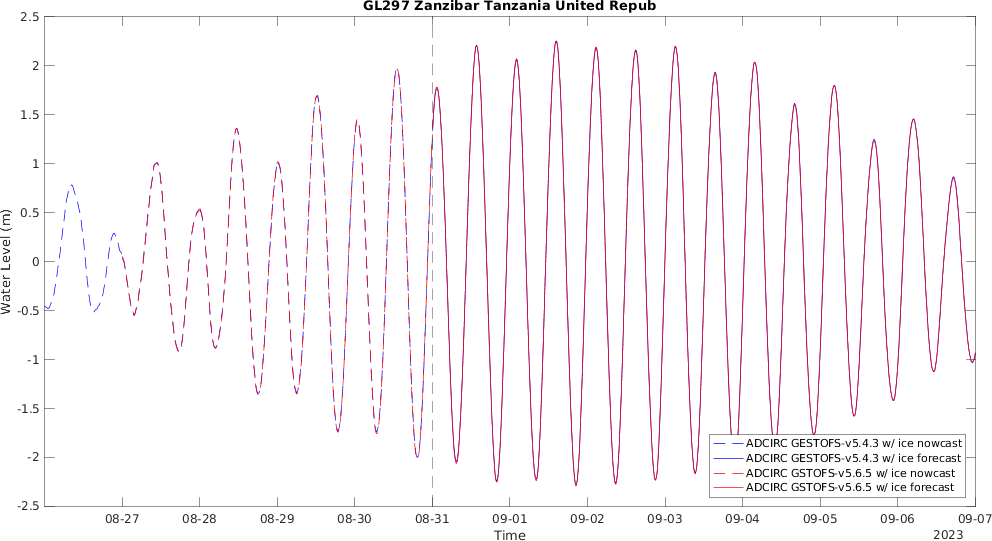 GL297 Zanzibar Tanzania United Repub
2.5
2
1.5
1
0.5
0
-0.5
-1
-1.5
-2
-2.5
Water Level (m)
ADCIRC GESTOFS-v5.4.3 w/ ice nowcast
ADCIRC GESTOFS-v5.4.3 w/ ice forecast
ADCIRC GSTOFS-v5.6.5 w/ ice nowcast
ADCIRC GSTOFS-v5.6.5 w/ ice forecast
08-27 08-28 08-29 08-30 08-31 09-01 09-02 09-03 09-04 09-05 09-06 09-07
Time
2023